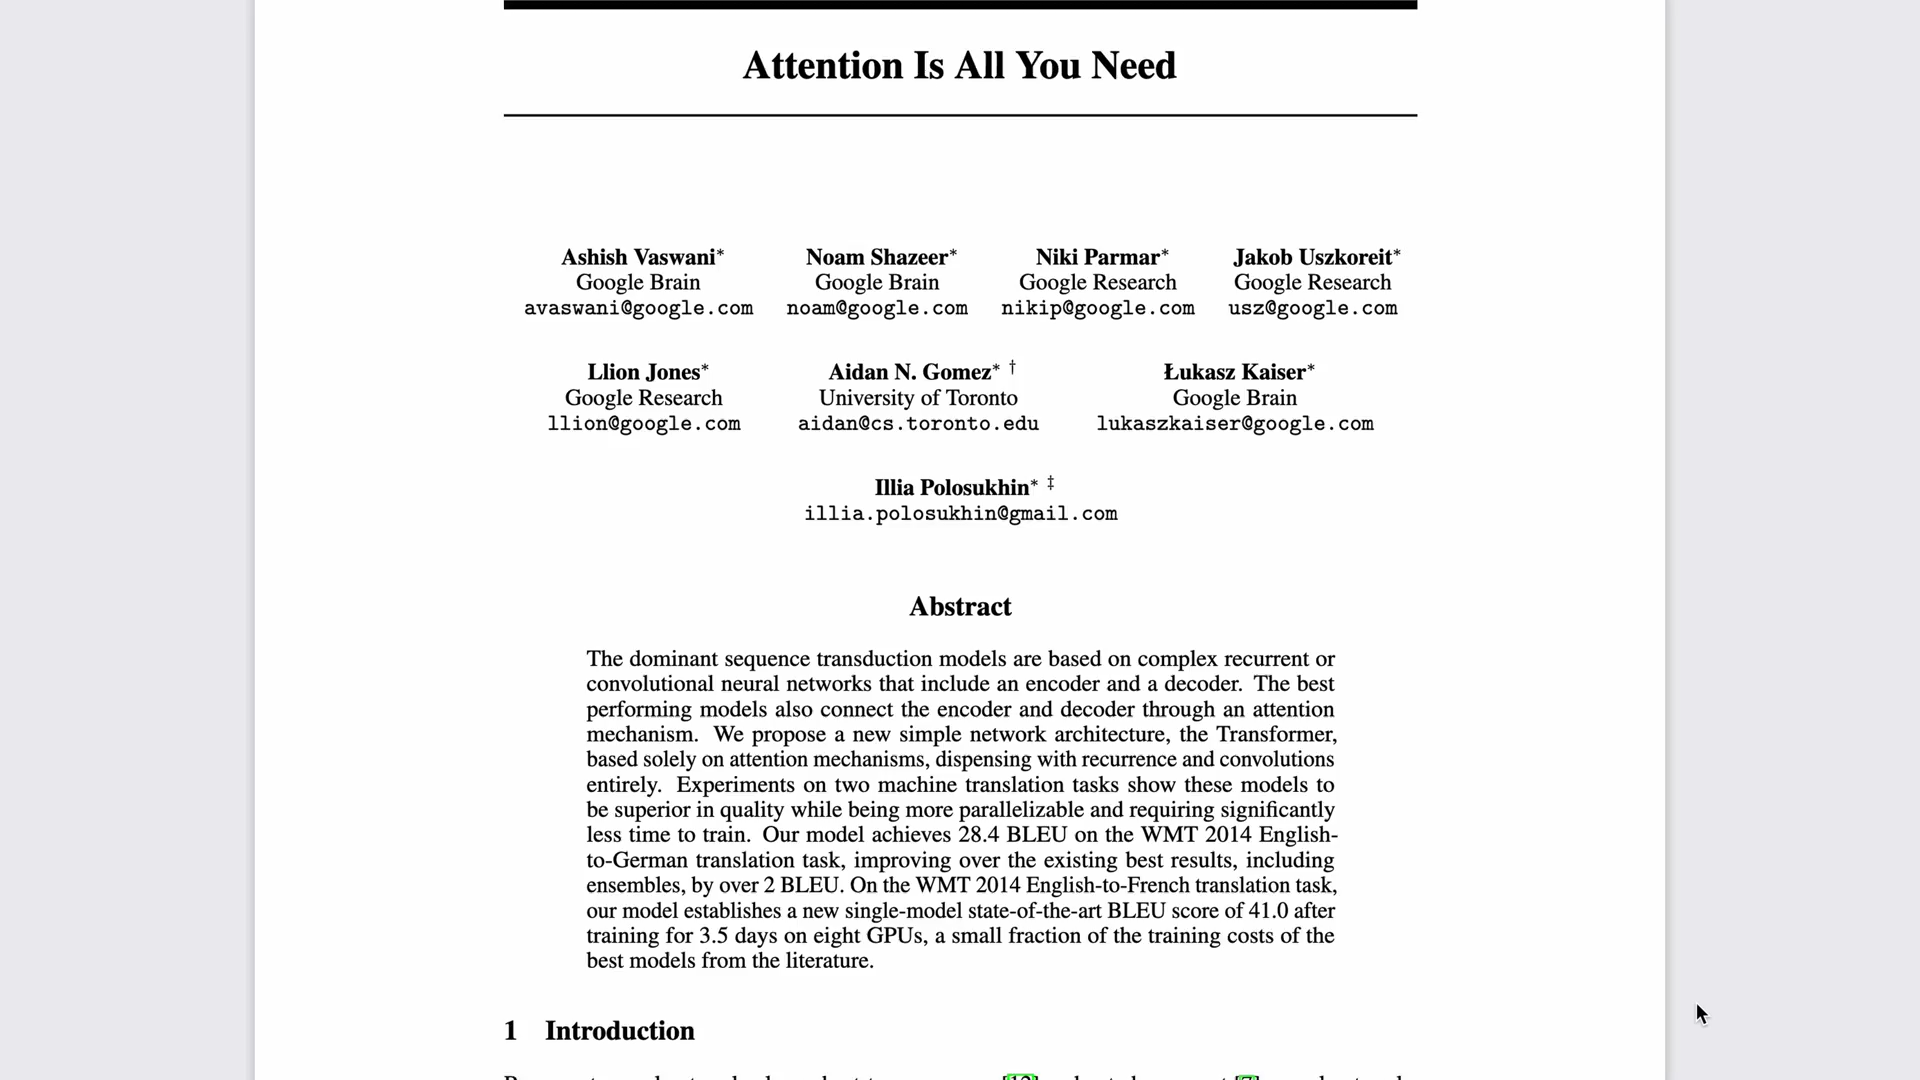 Attention Is All You Need
Ashish Vaswani* Noam Shazeer* Niki Parmar* Jakob Uszkoreit*
Google Brain Google Brain Google Research Google Research
avaswani@google.com noam@google.com nikip@google.com usz@google.com
Llion Jones* Aidan N. Gomez* † Łukasz Kaiser*
Google Research University of Toronto Google Brain
llion@google.com aidan@cs.toronto.edu lukaszkaiser@google.com
Illia Polosukhin* ‡
illia.polosukhin@gmail.com
Abstract
The dominant sequence transduction models are based on complex recurrent or
convolutional neural networks that include an encoder and a decoder. The best
performing models also connect the encoder and decoder through an attention
mechanism. We propose a new simple network architecture, the Transformer,
based solely on attention mechanisms, dispensing with recurrence and convolutions
entirely. Experiments on two machine translation tasks show these models to
be superior in quality while being more parallelizable and requiring significantly
less time to train. Our model achieves 28.4 BLEU on the WMT 2014 English-
to-German translation task, improving over the existing best results, including
ensembles, by over 2 BLEU. On the WMT 2014 English-to-French translation task,
our model establishes a new single-model state-of-the-art BLEU score of 41.0 after
training for 3.5 days on eight GPUs, a small fraction of the training costs of the
best models from the literature.
1 Introduction